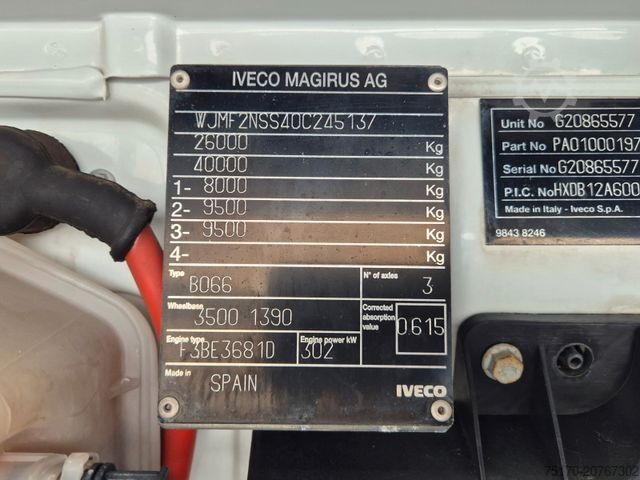 IVECO MAGIRUS AG
WJMF2NSS40C245137
26000 Kg
40000 Kg
1- 8000 Kg
2- 9500 Kg
3- 9500 Kg
4- Kg
Type B066 N° of axles 3
Wheelbase 3500 1390 Corrected absorption value 0.615
Engine type F3BE3681D Engine power kW 302
Made in SPAIN
IVECO
Unit No G20865577
Part No PA01000197
Serial No G20865577
P.I.C. No HXDB12A600
Made in Italy - Iveco S.p.A.
9843 8246
75170-20767302